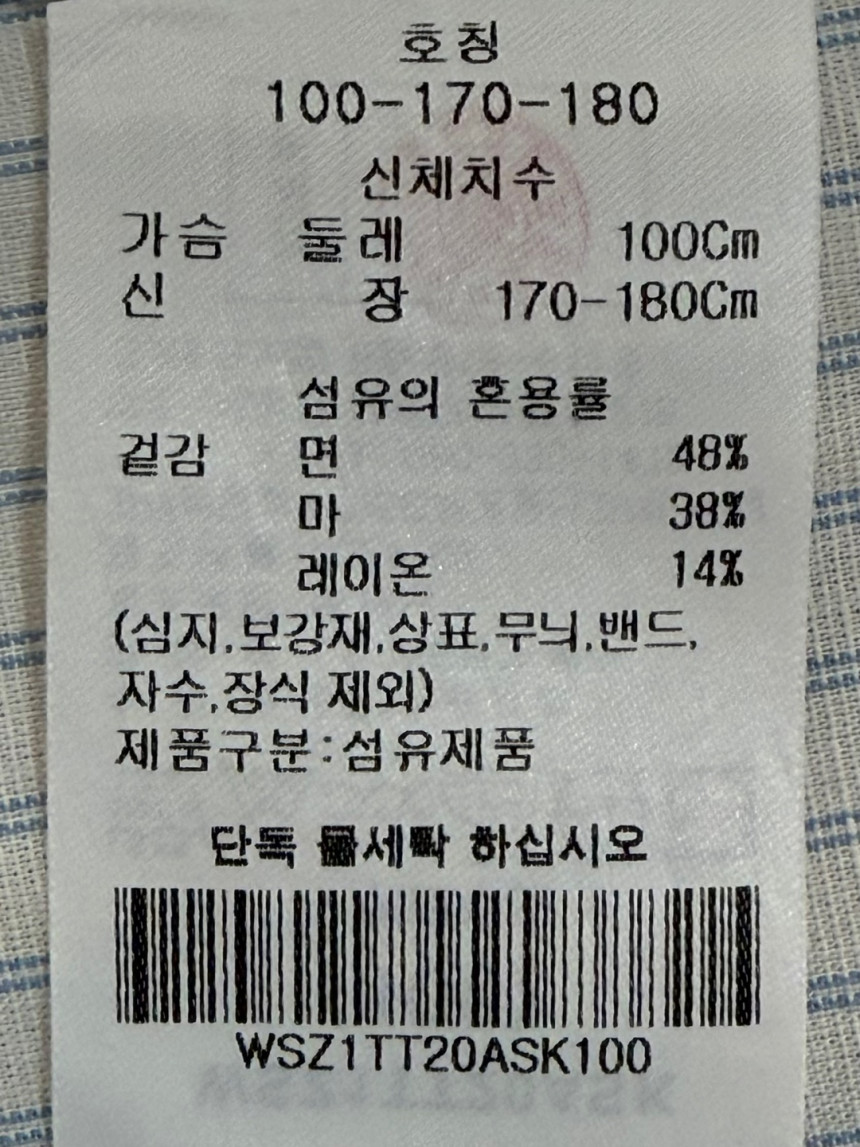 호칭
100-170-180
신체치수
가슴 둘레 100Cm
신 장 170-180Cm
섬유의 혼용률
겉감 면 48%
마 38%
레이온 14%
(심지,보강재,상표,무늬,밴드,
자수,장식 제외)
제품구분:섬유제품
단독 물세탁 하십시오
WSZ1TT20ASK100